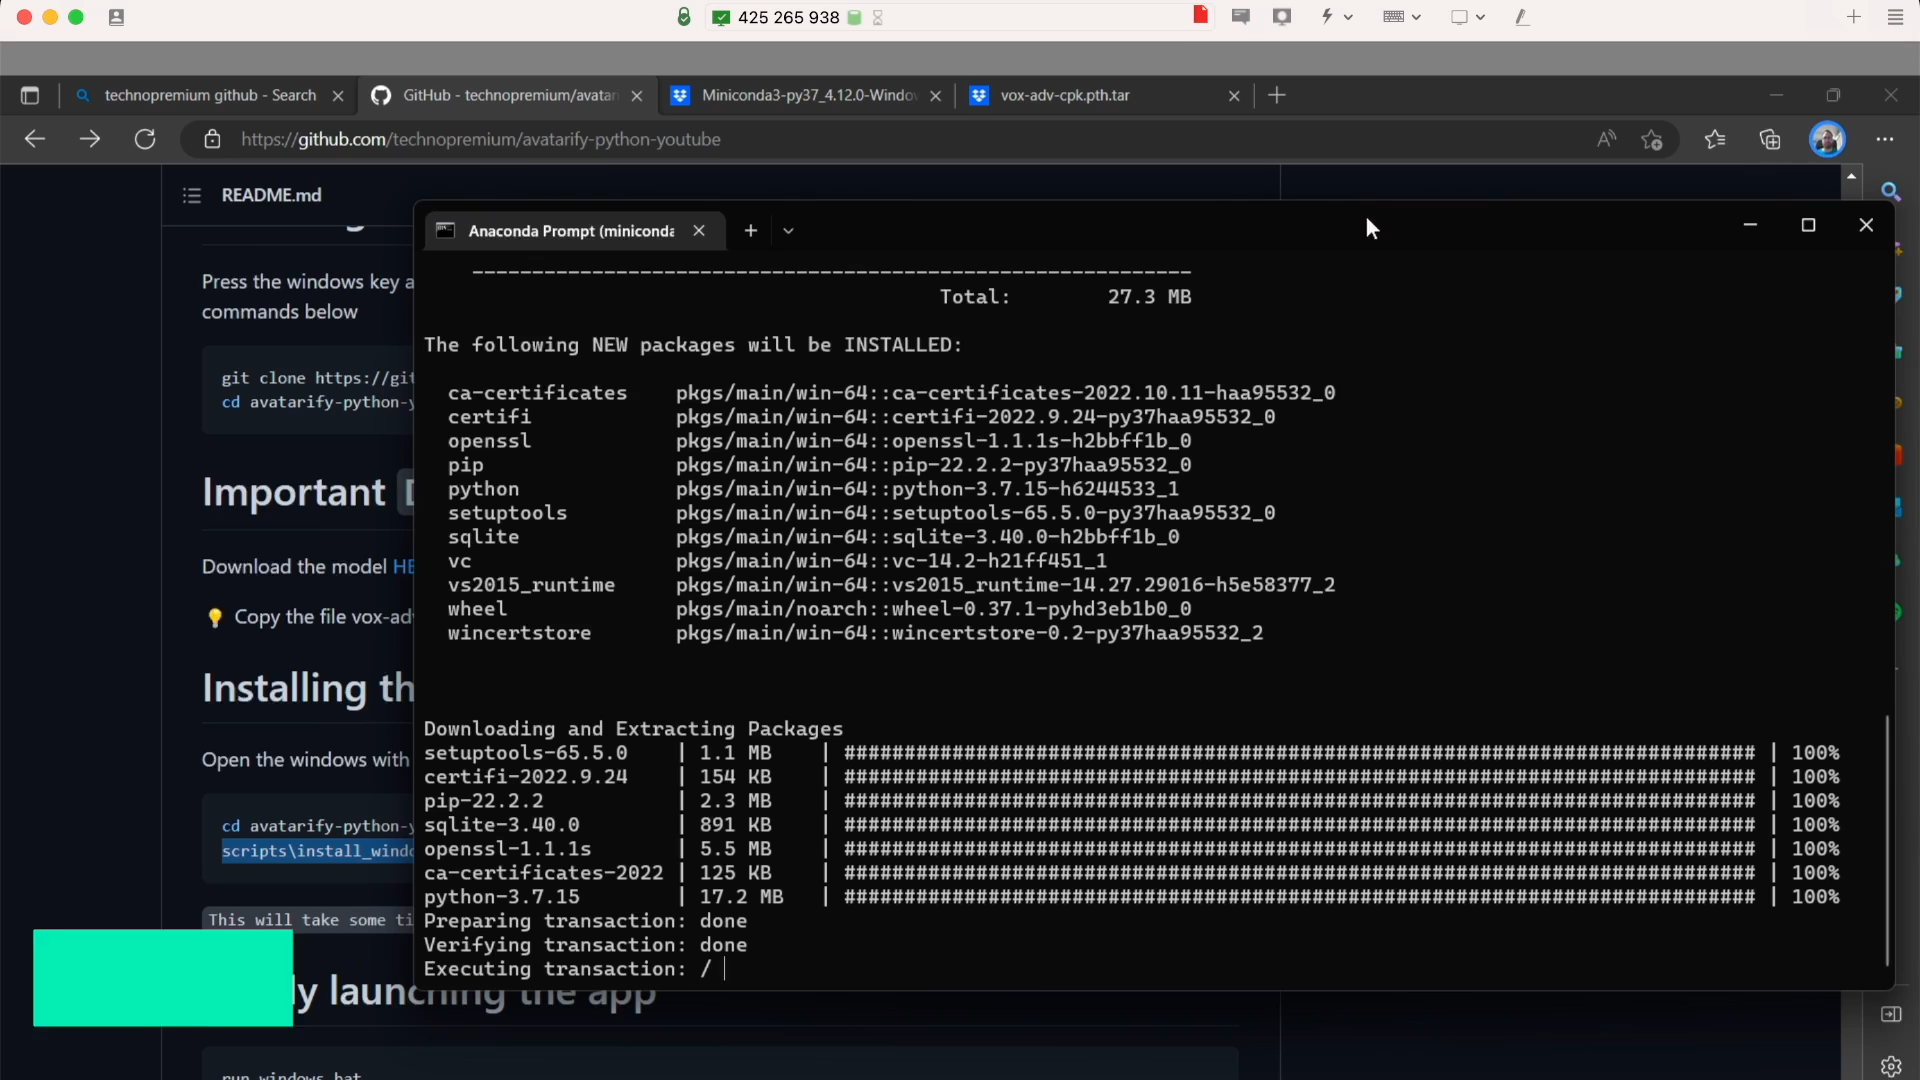 425 265 938
technopremium github - Search
GitHub - technopremium/avatar
Miniconda3-py37_4.12.0-Windo
vox-adv-cpk.pth.tar
https://github.com/technopremium/avatarify-python-youtube
README.md
Anaconda Prompt (miniconda
Press the windows key a
commands below
git clone https://git
cd avatarify-python-y
Important
Download the model HE
💡 Copy the file vox-adv
Installing th
Open the windows with
cd avatarify-python-y
scripts\install_windo
This will take some ti
ly launching the app
run_windows.bat
------------------------------------------------------------
Total: 27.3 MB
The following NEW packages will be INSTALLED:
ca-certificates pkgs/main/win-64::ca-certificates-2022.10.11-haa95532_0
certifi pkgs/main/win-64::certifi-2022.9.24-py37haa95532_0
openssl pkgs/main/win-64::openssl-1.1.1s-h2bbff1b_0
pip pkgs/main/win-64::pip-22.2.2-py37haa95532_0
python pkgs/main/win-64::python-3.7.15-h6244533_1
setuptools pkgs/main/win-64::setuptools-65.5.0-py37haa95532_0
sqlite pkgs/main/win-64::sqlite-3.40.0-h2bbff1b_0
vc pkgs/main/win-64::vc-14.2-h21ff451_1
vs2015_runtime pkgs/main/win-64::vs2015_runtime-14.27.29016-h5e58377_2
wheel pkgs/main/noarch::wheel-0.37.1-pyhd3eb1b0_0
wincertstore pkgs/main/win-64::wincertstore-0.2-py37haa95532_2
Downloading and Extracting Packages
setuptools-65.5.0 | 1.1 MB | ############################################################################ | 100%
certifi-2022.9.24 | 154 KB | ############################################################################ | 100%
pip-22.2.2 | 2.3 MB | ############################################################################ | 100%
sqlite-3.40.0 | 891 KB | ############################################################################ | 100%
openssl-1.1.1s | 5.5 MB | ############################################################################ | 100%
ca-certificates-2022 | 125 KB | ############################################################################ | 100%
python-3.7.15 | 17.2 MB | ############################################################################ | 100%
Preparing transaction: done
Verifying transaction: done
Executing transaction: /